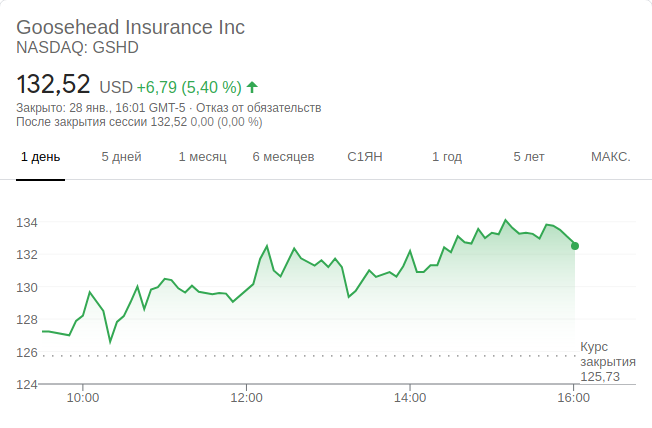 Goosehead Insurance Inc
NASDAQ: GSHD
132,52 USD +6,79 (5,40 %)
Закрыто: 28 янв., 16:01 GMT-5 · Отказ от обязательств
После закрытия сессии 132,52 0,00 (0,00 %)
1 день 5 дней 1 месяц 6 месяцев С1ЯН 1 год 5 лет МАКС.
134
132
130
128
126
124
Курс
закрытия
125,73
10:00 12:00 14:00 16:00